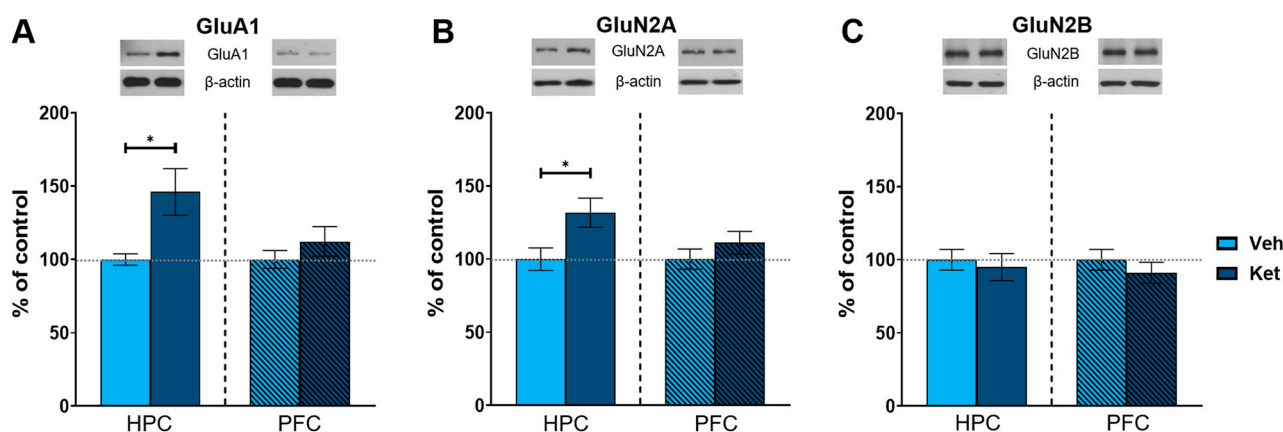 A
GluA1
GluA1
β-actin
% of control
200
150
100
50
0
*
HPC
PFC
B
GluN2A
GluN2A
β-actin
% of control
200
150
100
50
0
*
HPC
PFC
C
GluN2B
GluN2B
β-actin
% of control
200
150
100
50
0
HPC
PFC
Veh
Ket